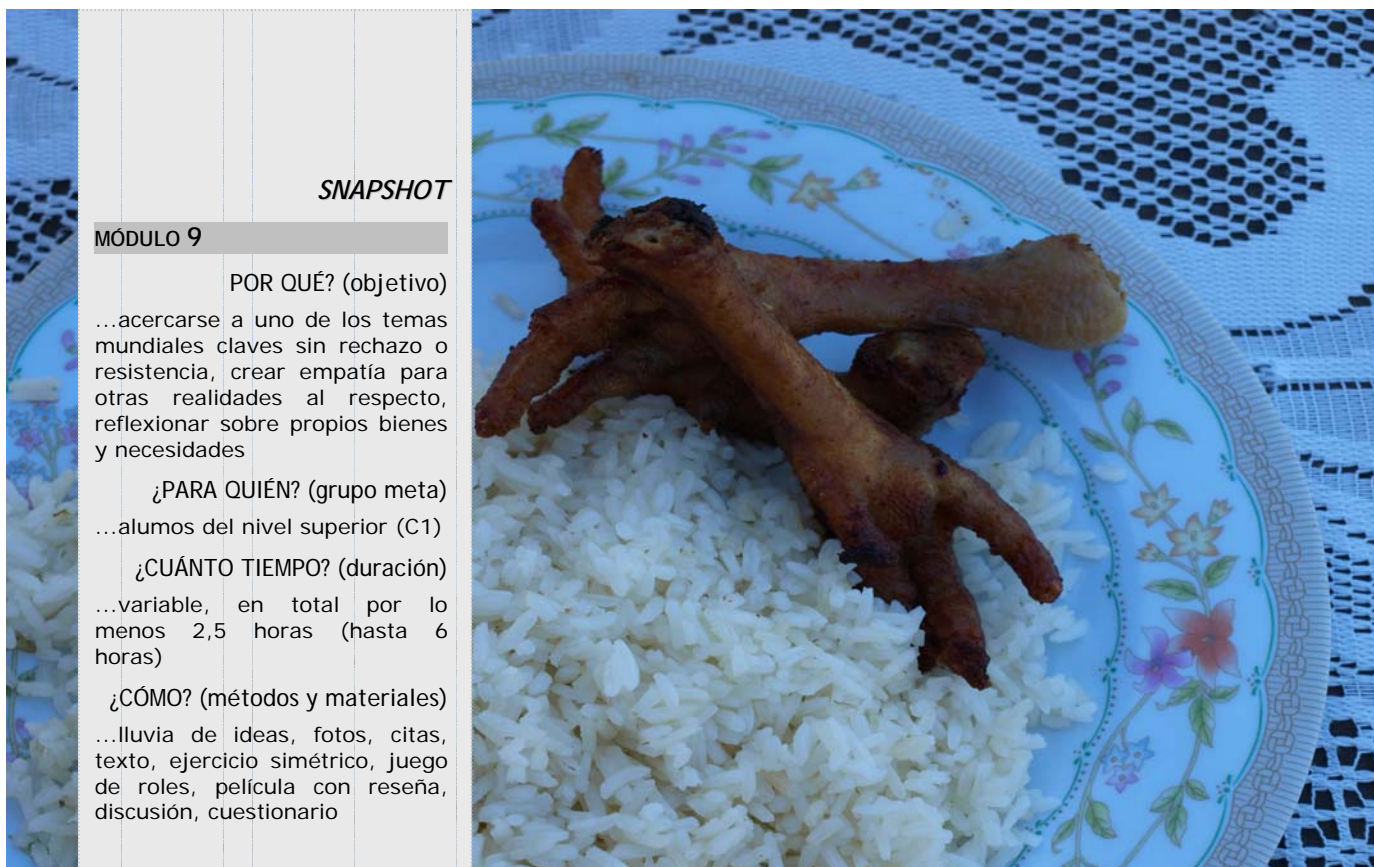 SNAPSHOT
MÓDULO 9
POR QUÉ? (objetivo)
...acercarse a uno de los temas
mundiales claves sin rechazo o
resistencia, crear empatía para
otras realidades al respecto,
reflexionar sobre propios bienes
y necesidades
¿PARA QUIÉN? (grupo meta)
...alumos del nivel superior (C1)
¿CUÁNTO TIEMPO? (duración)
...variable, en total por lo
menos 2,5 horas (hasta 6
horas)
¿CÓMO? (métodos y materiales)
...lluvia de ideas, fotos, citas,
texto, ejercicio simétrico, juego
de roles, película con reseña,
discusión, cuestionario